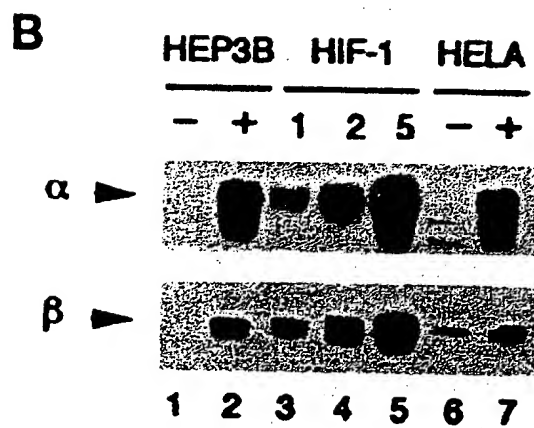 B
HEP3B HIF-1 HELA
− + 1 2 5 − +
α
β
1 2 3 4 5 6 7